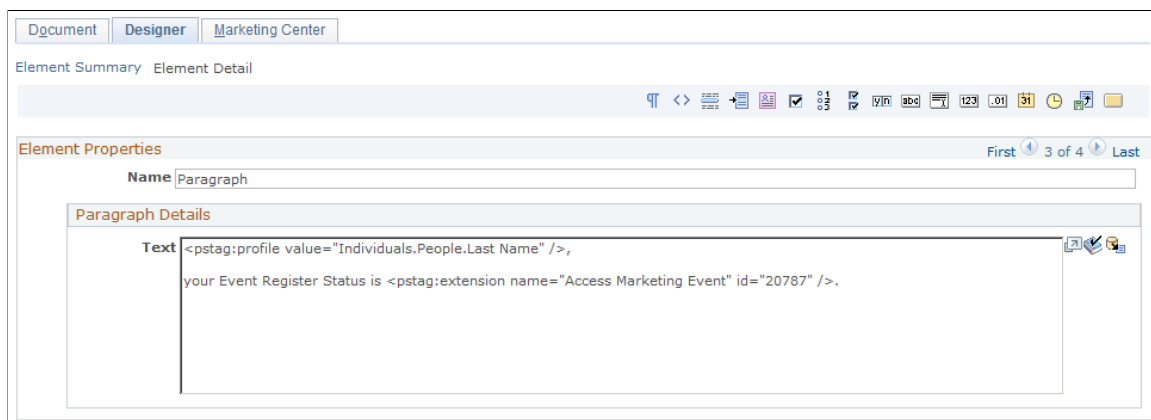 Document Designer Marketing Center
Element Summary Element Detail
Element Properties First 3 of 4 Last
Name Paragraph
Paragraph Details
Text <pstag:profile value="Individuals.People.Last Name" />,
your Event Register Status is <pstag:extension name="Access Marketing Event" id="20787" />.